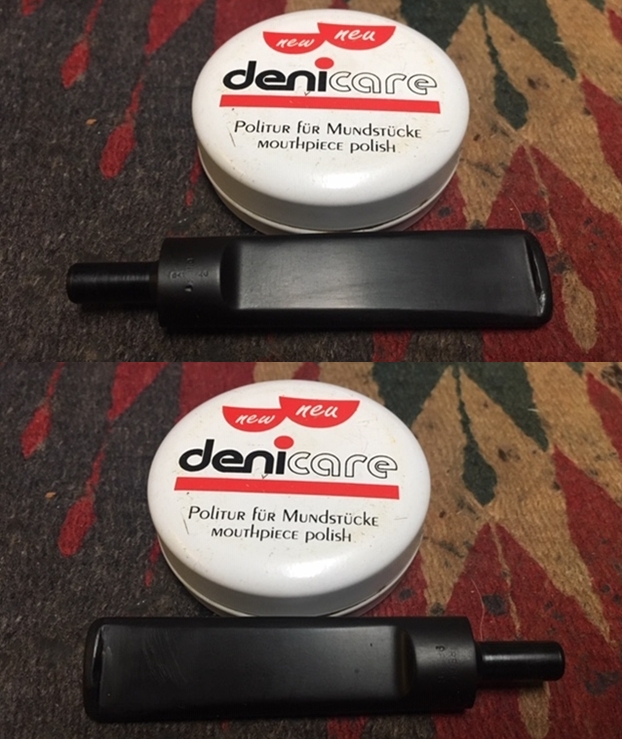 new neu
denicare
Politur für Mundstücke
mouthpiece polish
new neu
denicare
Politur für Mundstücke
mouthpiece polish